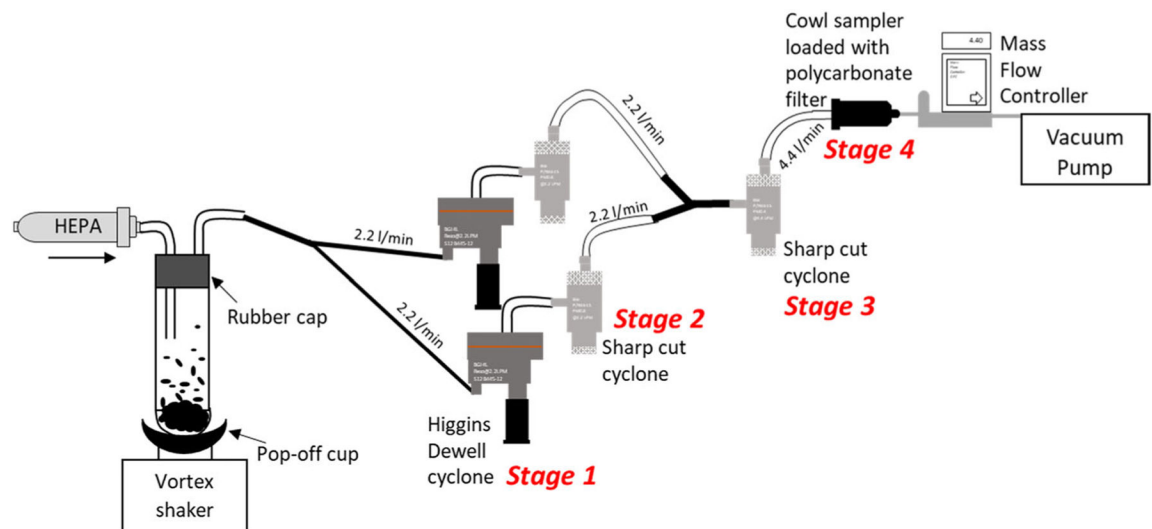 HEPA
Rubber cap
Pop-off cup
Vortex
shaker
2.2 l/min
2.2 l/min
Higgins
Dewell
cyclone
Stage 1
Stage 2
Sharp cut
cyclone
2.2 l/min
2.2 l/min
Sharp cut
cyclone
Stage 3
4.4 l/min
Cowl sampler
loaded with
polycarbonate
filter
Stage 4
4.40
Mass
Flow
Controller
Vacuum
Pump